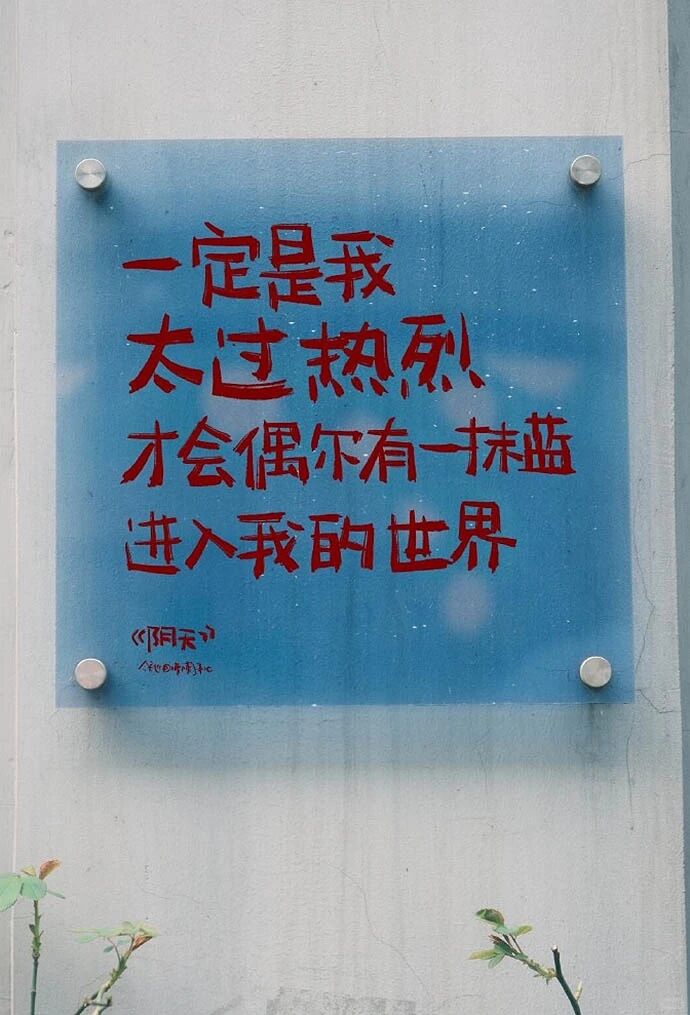 一定是我
太过热烈
才会偶尔有一抹蓝
进入我的世界
《阴天》